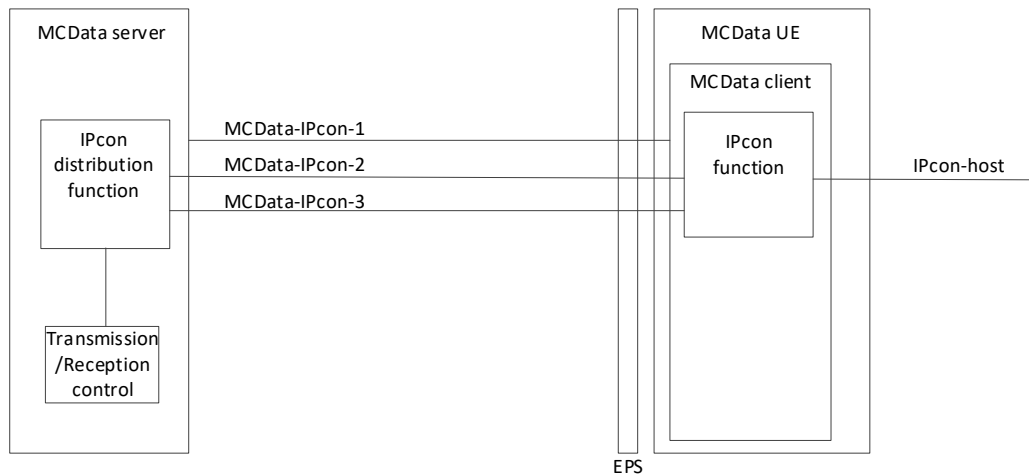 MCData server
MCData UE
MCData client
MCData-IPcon-1
IPcon
distribution
function
MCData-IPcon-2
IPcon
function
IPcon-host
MCData-IPcon-3
Transmission
/Reception
control
EPS